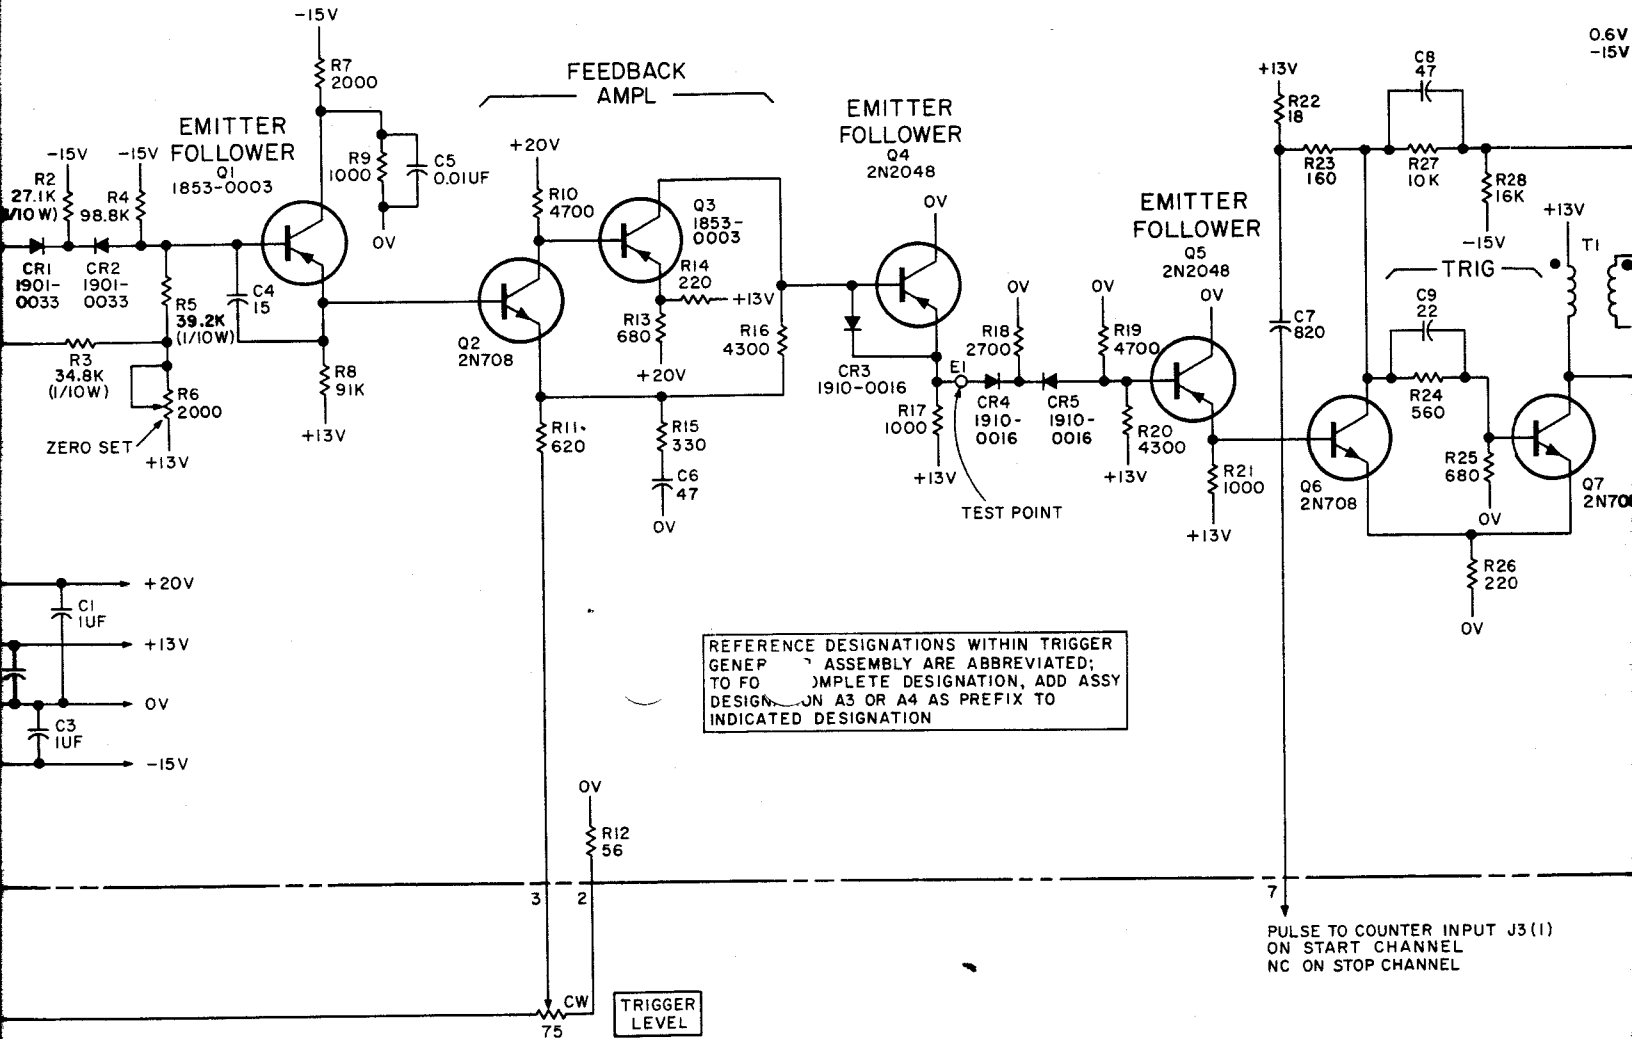 -15V
R7
2000
EMITTER
FOLLOWER
Q1
1853-0003
-15V
-15V
R2
27.1K
(1/10W)
R4
98.8K
CR1
1901-
0033
CR2
1901-
0033
R5
39.2K
(1/10W)
C4
15
R3
34.8K
(1/10W)
R6
2000
ZERO SET
+13V
R8
91K
+13V
R9
1000
C5
0.01UF
0V
FEEDBACK
AMPL
+20V
R10
4700
Q2
2N708
Q3
1853-
0003
R14
220
+13V
R13
680
+20V
R16
4300
R11
620
R15
330
C6
47
0V
EMITTER
FOLLOWER
Q4
2N2048
0V
CR3
1910-0016
R17
1000
+13V
E1
TEST POINT
0V
R18
2700
CR4
1910-
0016
CR5
1910-
0016
0V
R19
4700
R20
4300
+13V
EMITTER
FOLLOWER
Q5
2N2048
0V
R21
1000
+13V
+13V
R22
18
R23
160
C8
47
R27
10K
R28
16K
-15V
C7
820
TRIG
C9
22
R24
560
R25
680
0V
Q6
2N708
Q7
R26
220
0V
+13V
T1
0.6V
-15V
+20V
C1
1UF
+13V
0V
C3
1UF
-15V
REFERENCE DESIGNATIONS WITHIN TRIGGER
ASSEMBLY ARE ABBREVIATED;
TO DESIGNATION, ADD ASSY
A3 OR A4 AS PREFIX TO
INDICATED DESIGNATION
0V
R12
56
3
2
7
CW
75
TRIGGER
LEVEL
PULSE TO COUNTER INPUT J3(1)
ON START CHANNEL
NC ON STOP CHANNEL